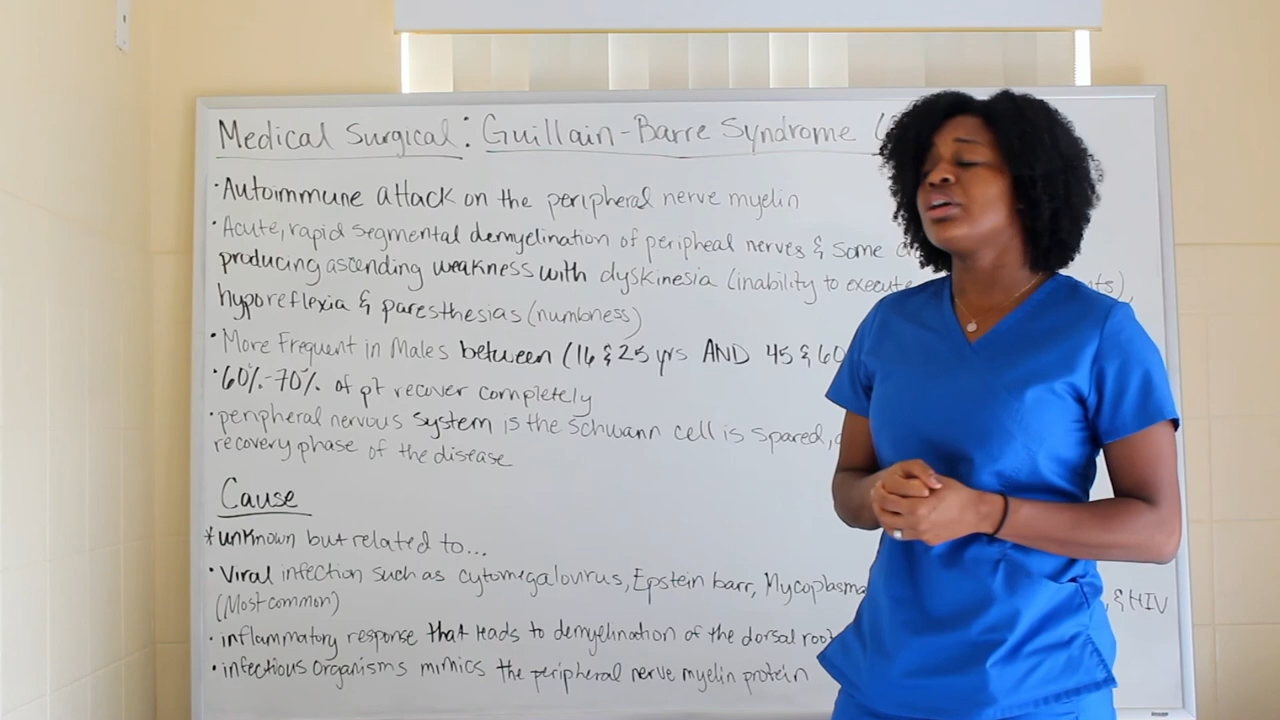 Medical Surgical: Guillain-Barre Syndrome (
•Autoimmune attack on the peripheral nerve myelin
•Acute, rapid segmental demyelination of peripheal nerves & some
producing ascending weakness with dyskinesia (inability to execute
hyporeflexia & paresthesias (numbness)
•More Frequent in Males between (16 & 25 yrs AND 45 & 60
•60%-70% of pt recover completely
•peripheral nervous system is the schwann cell is spared,
recovery phase of the disease
Cause
*unknown but related to...
•Viral infection such as cytomegalovirus, Epstein barr, Mycoplasma , & HIV
(Most common)
•inflammatory response that leads to demyelination of the dorsal root
•infectious organisms mimics the peripheral nerve myelin protein